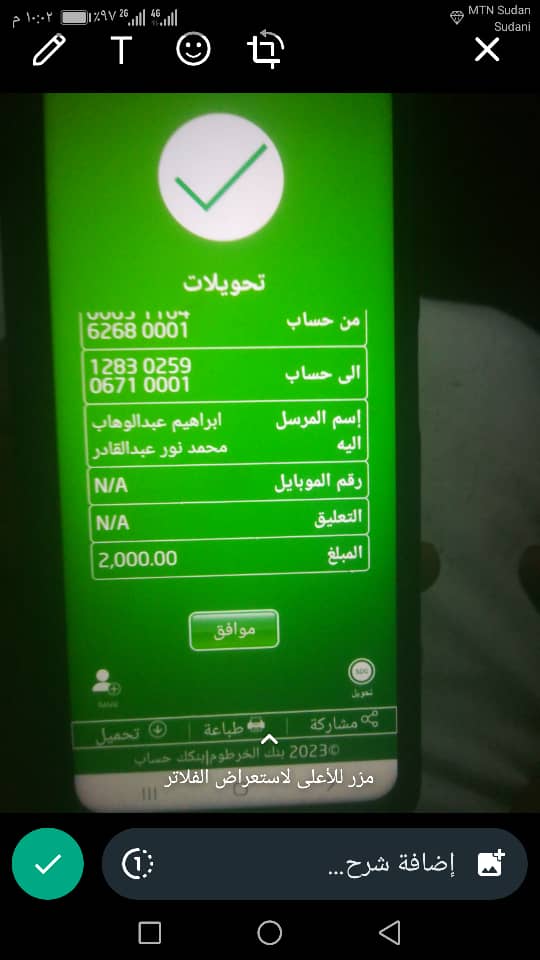 ١٠:٠٢ م
٪٩٧
2G
4G
MTN Sudan
Sudani
T
تحويلات
من حساب
6268 0001
الى حساب
1283 0259
0671 0001
إسم المرسل اليه
ابراهيم عبدالوهاب
محمد نور عبدالقادر
رقم الموبايل
N/A
التعليق
N/A
المبلغ
2,000.00
موافق
SAVE
SDG
تحويل
مشاركة
طباعة
تحميل
©2023 بنك الخرطوم|بنكك حساب
مرر للأعلى لاستعراض الفلاتر
1
إضافة شرح...